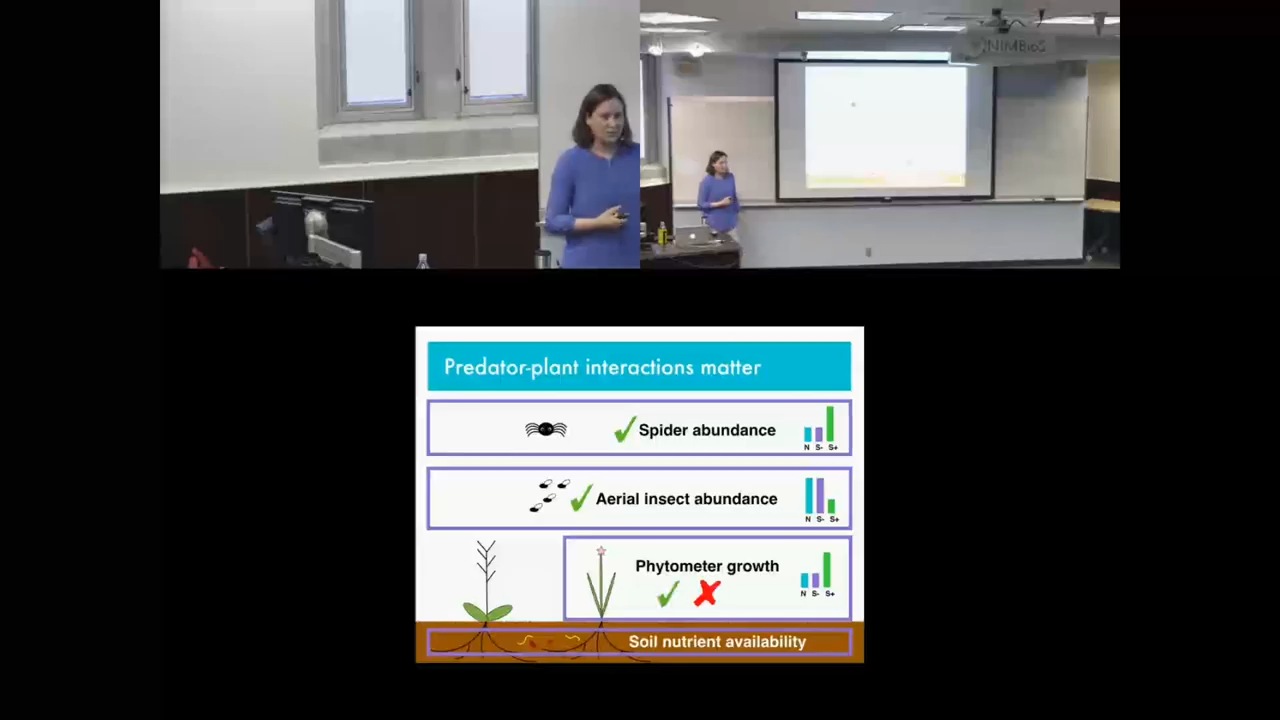 NIMBioS
Predator-plant interactions matter
Spider abundance
N S- S+
Aerial insect abundance
N S- S+
Phytometer growth
N S- S+
Soil nutrient availability